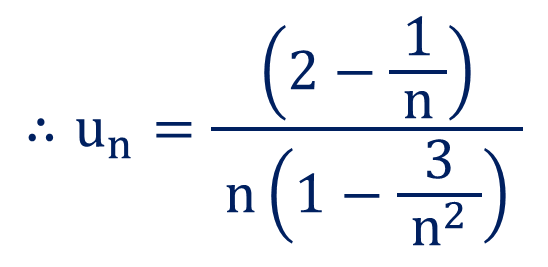 ∴ uₙ = (2 − 1/n) / n(1 − 3/n²)